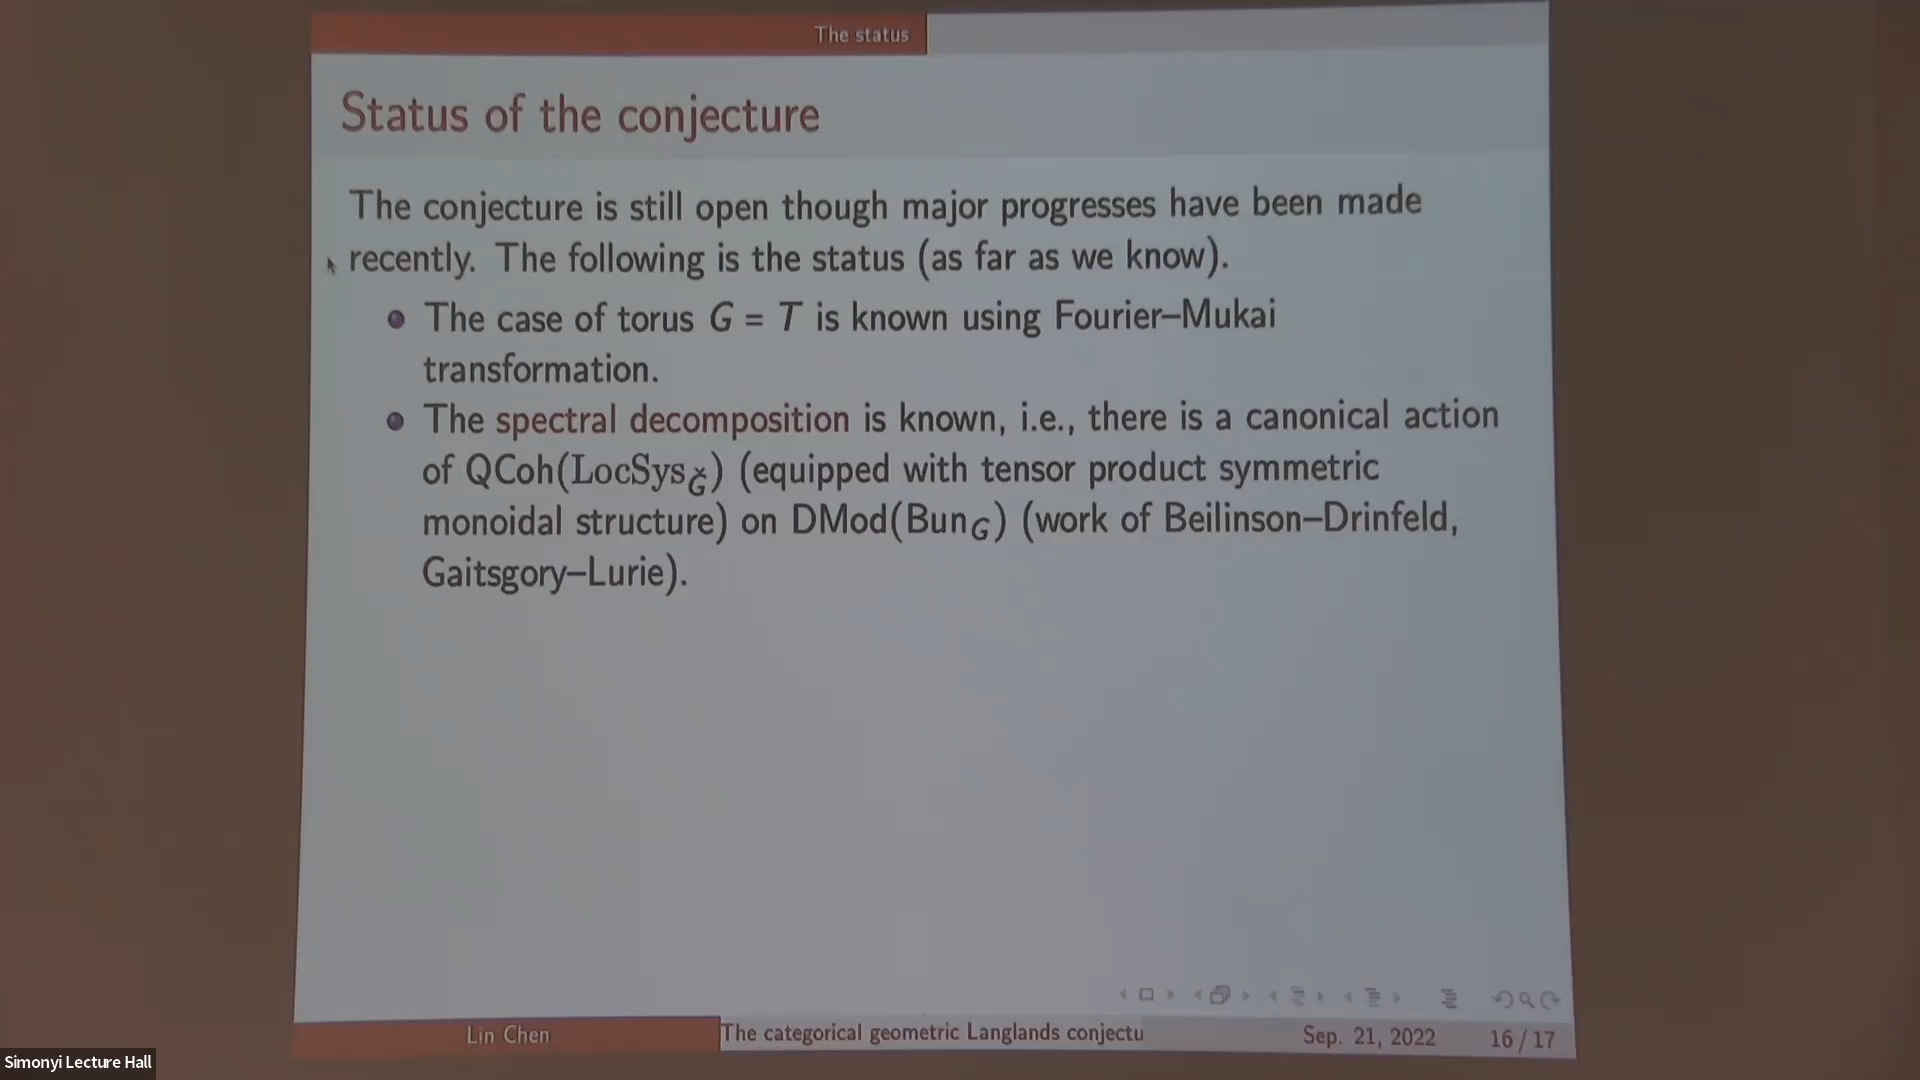 The status
Status of the conjecture
The conjecture is still open though major progresses have been made
recently. The following is the status (as far as we know).
The case of torus G = T is known using Fourier–Mukai
transformation.
The spectral decomposition is known, i.e., there is a canonical action
of QCoh(LocSys_Ǧ) (equipped with tensor product symmetric
monoidal structure) on DMod(Bun_G) (work of Beilinson–Drinfeld,
Gaitsgory–Lurie).
Lin Chen
The categorical geometric Langlands conjectu
Sep. 21, 2022
16 / 17
Simonyi Lecture Hall